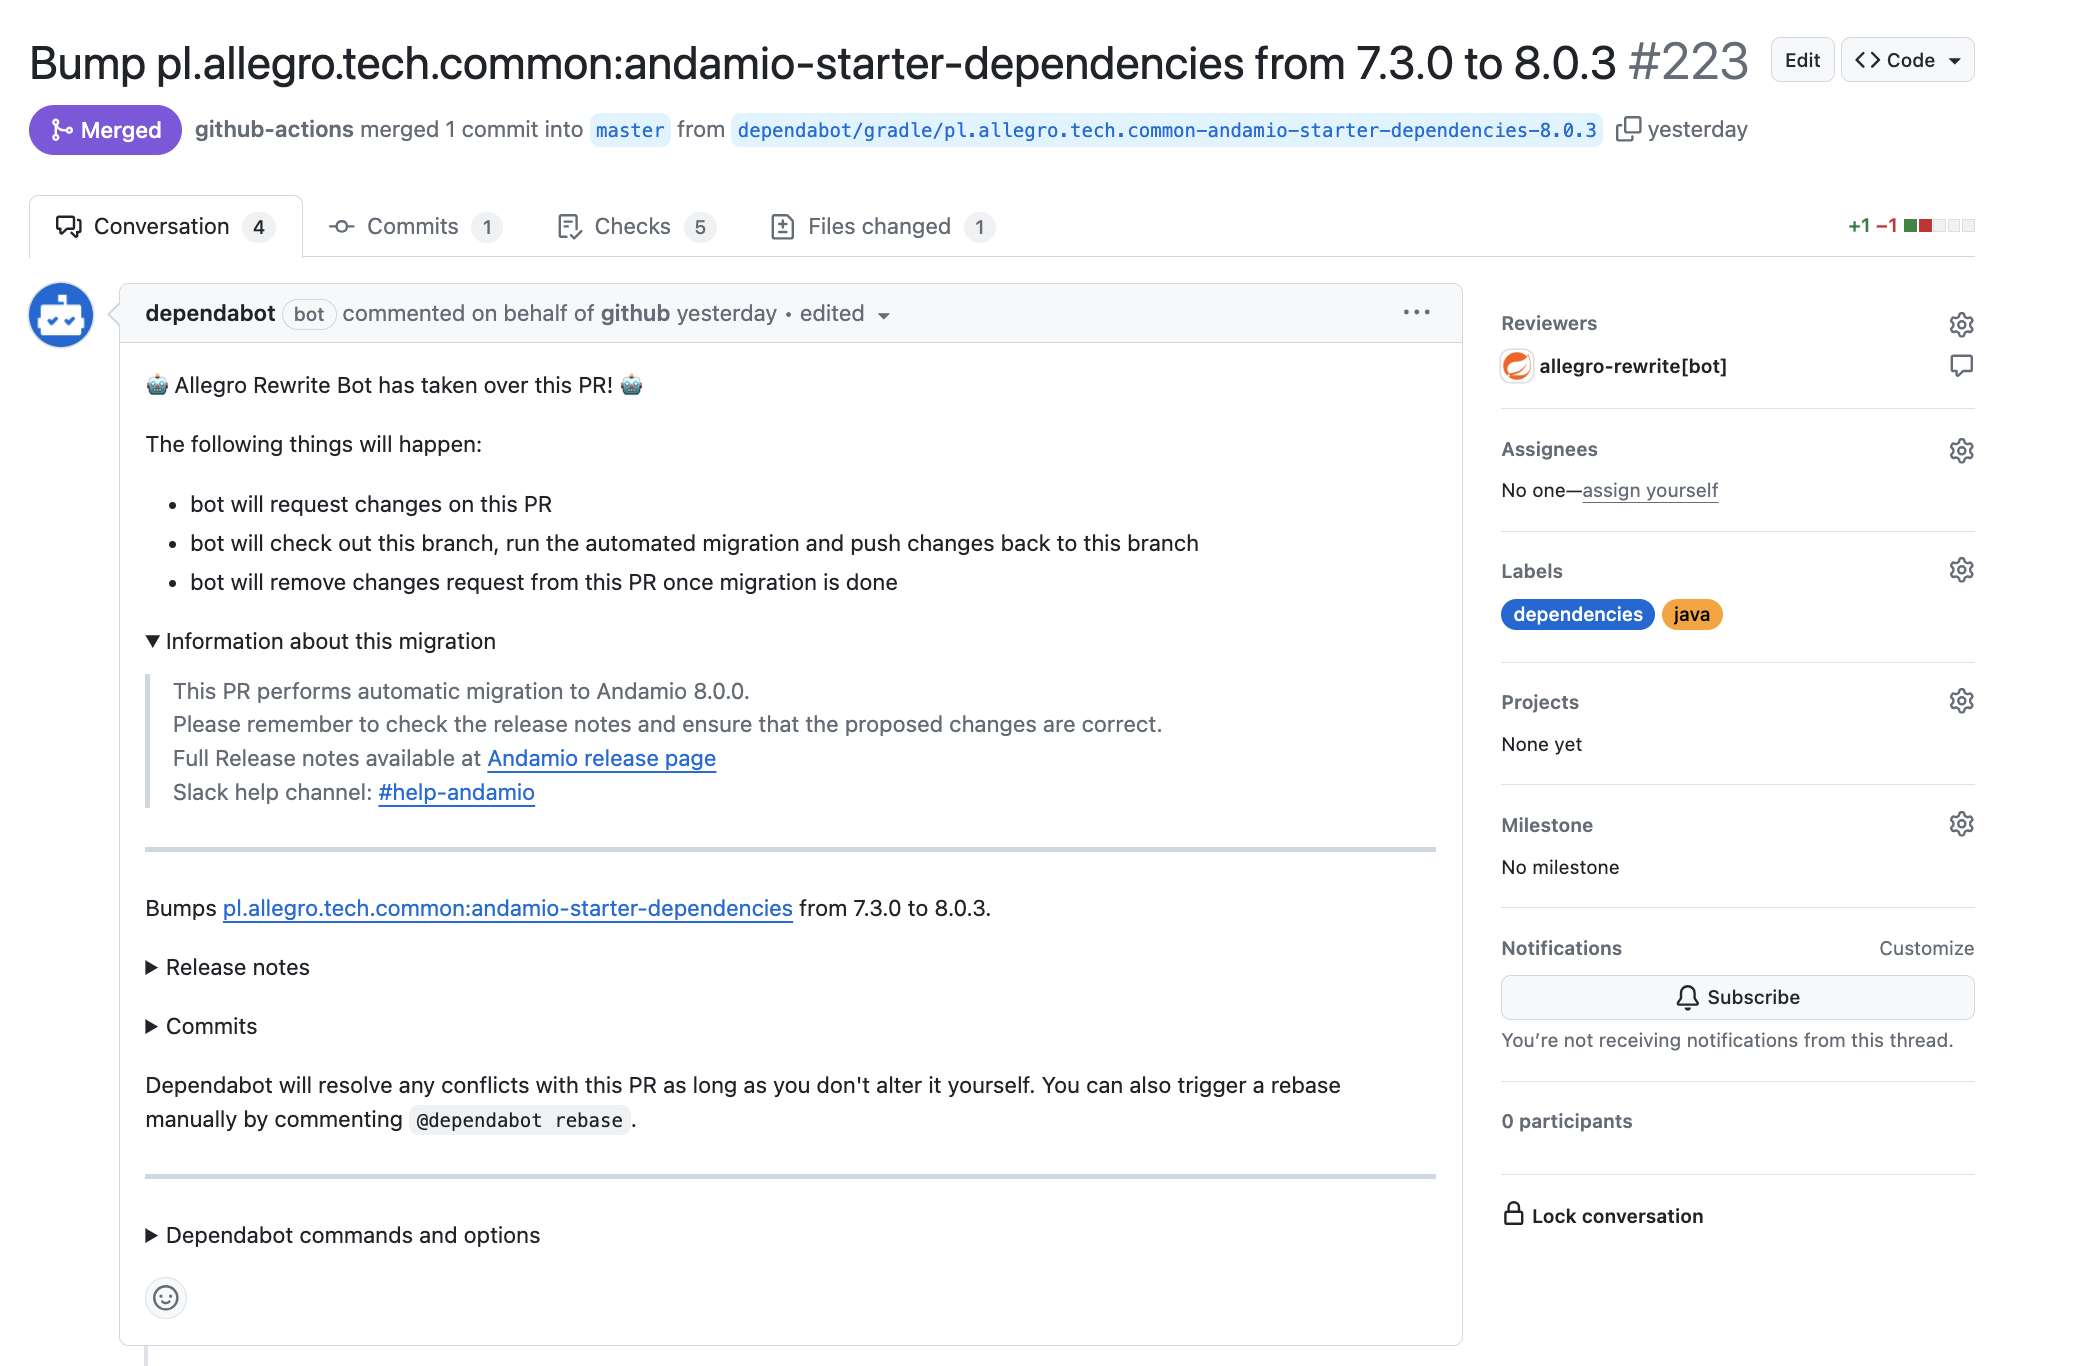 Bump pl.allegro.tech.common:andamio-starter-dependencies from 7.3.0 to 8.0.3 #223
Edit
Code
Merged
github-actions merged 1 commit into master from dependabot/gradle/pl.allegro.tech.common-andamio-starter-dependencies-8.0.3 yesterday
Conversation 4
Commits 1
Checks 5
Files changed 1
+1 −1
dependabot bot commented on behalf of github yesterday • edited
🤖 Allegro Rewrite Bot has taken over this PR! 🤖
The following things will happen:
• bot will request changes on this PR
• bot will check out this branch, run the automated migration and push changes back to this branch
• bot will remove changes request from this PR once migration is done
▼ Information about this migration
This PR performs automatic migration to Andamio 8.0.0.
Please remember to check the release notes and ensure that the proposed changes are correct.
Full Release notes available at Andamio release page
Slack help channel: #help-andamio
Bumps pl.allegro.tech.common:andamio-starter-dependencies from 7.3.0 to 8.0.3.
▶ Release notes
▶ Commits
Dependabot will resolve any conflicts with this PR as long as you don't alter it yourself. You can also trigger a rebase
manually by commenting @dependabot rebase.
▶ Dependabot commands and options
Reviewers
allegro-rewrite[bot]
Assignees
No one—assign yourself
Labels
dependencies java
Projects
None yet
Milestone
No milestone
Notifications Customize
Subscribe
You’re not receiving notifications from this thread.
0 participants
Lock conversation